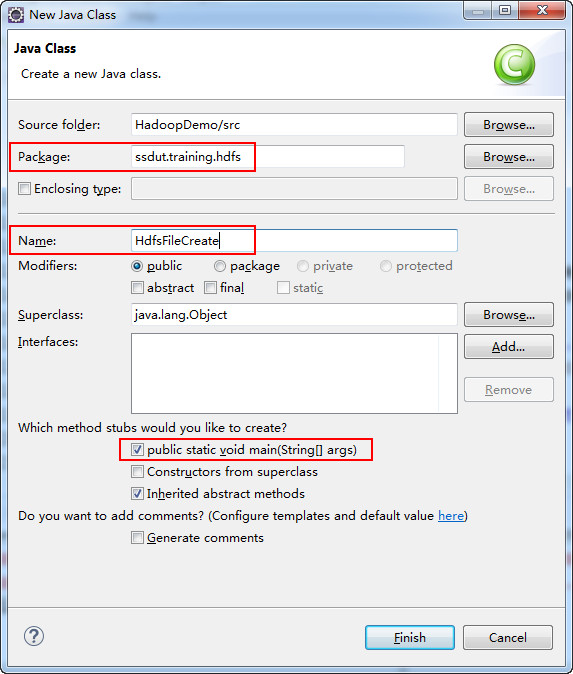 New Java Class
Java Class
Create a new Java class.
Source folder: HadoopDemo/src Browse...
Package: ssdut.training.hdfs Browse...
Enclosing type: Browse...
Name: HdfsFileCreate
Modifiers: public package private protected
abstract final static
Superclass: java.lang.Object Browse...
Interfaces: Add...
Remove
Which method stubs would you like to create?
public static void main(String[] args)
Constructors from superclass
Inherited abstract methods
Do you want to add comments? (Configure templates and default value here)
Generate comments
? Finish Cancel